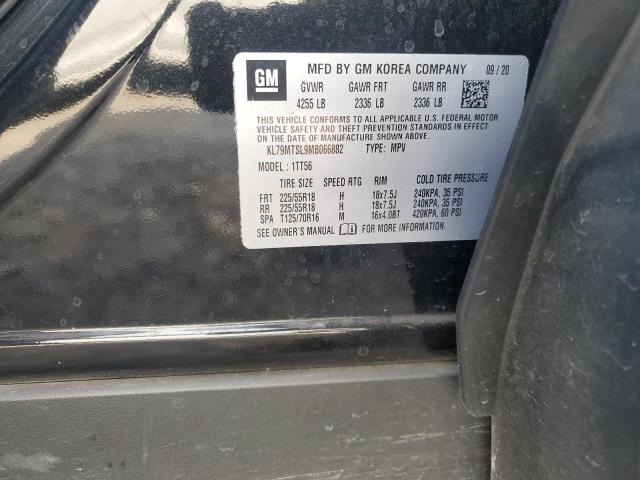 GM MFD BY GM KOREA COMPANY 09/20
GVWR GAWR FRT GAWR RR
4255 LB 2336 LB 2336 LB
THIS VEHICLE CONFORMS TO ALL APPLICABLE U.S. FEDERAL MOTOR
VEHICLE SAFETY, BUMPER, AND THEFT PREVENTION STANDARDS IN
EFFECT ON THE DATE OF MANUFACTURE SHOWN ABOVE.
KL79MTSL9MB066882 TYPE: MPV
MODEL: 1TT56
TIRE SIZE SPEED RTG RIM COLD TIRE PRESSURE
FRT 225/55R18 H 18x7.5J 240KPA, 35 PSI
RR 225/55R18 H 18x7.5J 240KPA, 35 PSI
SPA T125/70R16 M 16x4.0BT 420KPA, 60 PSI
SEE OWNER'S MANUAL FOR MORE INFORMATION.